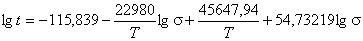 lg t = −115,839 − 22980/T lg σ + 45647,94/T + 54,73219 lg σ